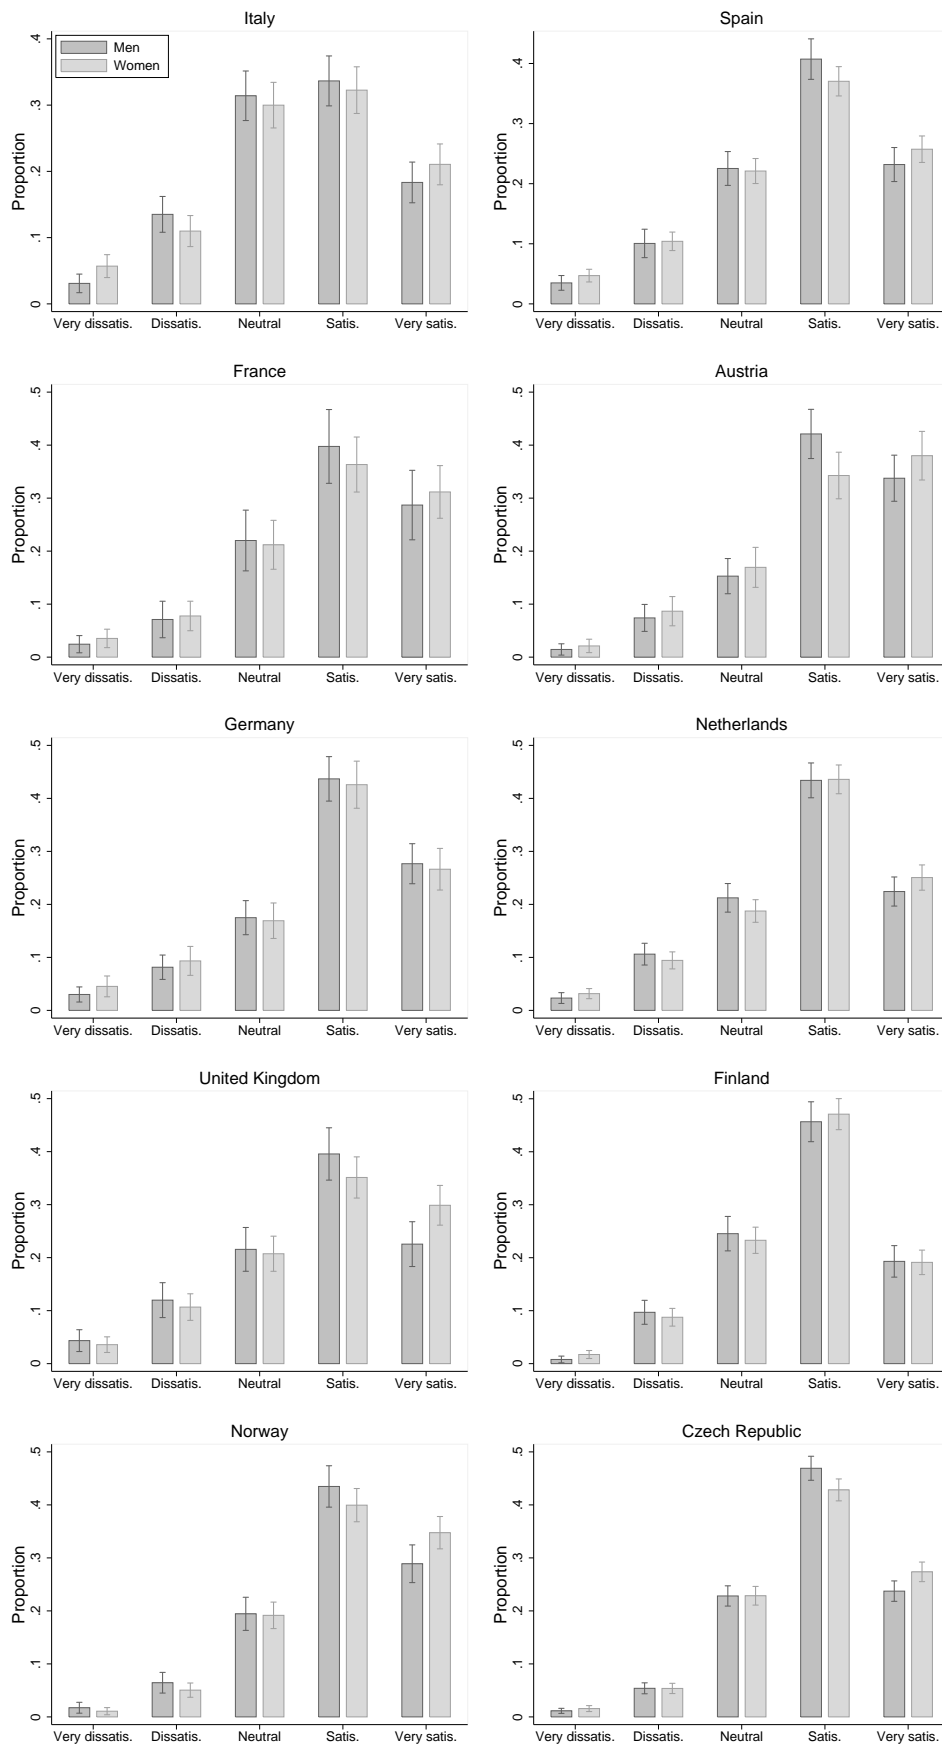 Italy
Men
Women
Proportion
.4
.3
.2
.1
0
Very dissatis. Dissatis. Neutral Satis. Very satis.
Spain
Proportion
.4
.3
.2
.1
0
Very dissatis. Dissatis. Neutral Satis. Very satis.
France
Proportion
.5
.4
.3
.2
.1
0
Very dissatis. Dissatis. Neutral Satis. Very satis.
Austria
Proportion
.5
.4
.3
.2
.1
0
Very dissatis. Dissatis. Neutral Satis. Very satis.
Germany
Proportion
.5
.4
.3
.2
.1
0
Very dissatis. Dissatis. Neutral Satis. Very satis.
Netherlands
Proportion
.5
.4
.3
.2
.1
0
Very dissatis. Dissatis. Neutral Satis. Very satis.
United Kingdom
Proportion
.5
.4
.3
.2
.1
0
Very dissatis. Dissatis. Neutral Satis. Very satis.
Finland
Proportion
.5
.4
.3
.2
.1
0
Very dissatis. Dissatis. Neutral Satis. Very satis.
Norway
Proportion
.5
.4
.3
.2
.1
0
Very dissatis. Dissatis. Neutral Satis. Very satis.
Czech Republic
Proportion
.5
.4
.3
.2
.1
0
Very dissatis. Dissatis. Neutral Satis. Very satis.